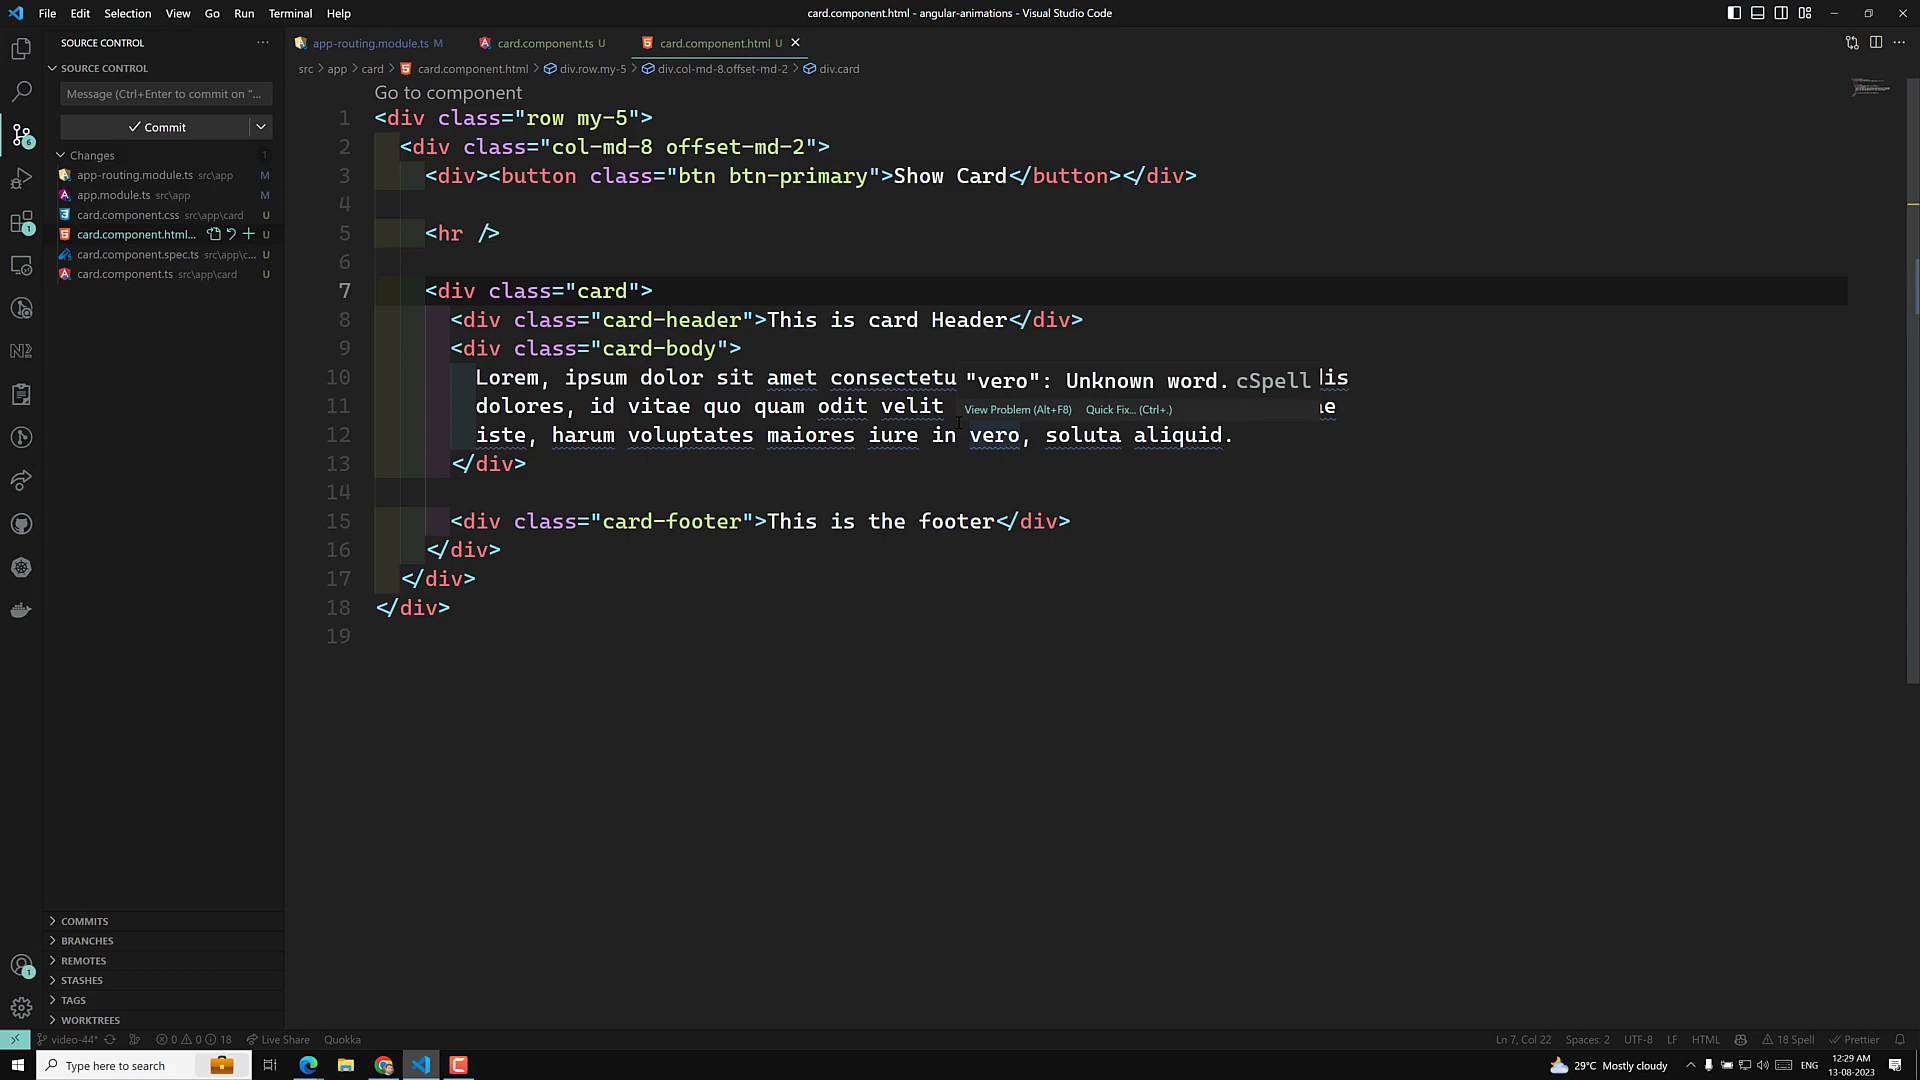 File Edit Selection View Go Run Terminal Help
card.component.html - angular-animations - Visual Studio Code
SOURCE CONTROL
app-routing.module.ts M
card.component.ts U
card.component.html U
SOURCE CONTROL
src > app > card > card.component.html > div.row.my-5 > div.col-md-8.offset-md-2 > div.card
Message (Ctrl+Enter to commit on "...
Commit
Changes 1
app-routing.module.ts src\app M
app.module.ts src\app M
card.component.css src\app\card U
card.component.html... U
card.component.spec.ts src\app\c... U
card.component.ts src\app\card U
Go to component
1 <div class="row my-5">
2 <div class="col-md-8 offset-md-2">
3 <div><button class="btn btn-primary">Show Card</button></div>
4
5 <hr />
6
7 <div class="card">
8 <div class="card-header">This is card Header</div>
9 <div class="card-body">
10 Lorem, ipsum dolor sit amet consectetu
11 dolores, id vitae quo quam odit velit
12 iste, harum voluptates maiores iure in vero, soluta aliquid.
13 </div>
14
15 <div class="card-footer">This is the footer</div>
16 </div>
17 </div>
18 </div>
19
"vero": Unknown word. cSpell
View Problem (Alt+F8) Quick Fix... (Ctrl+.)
COMMITS
BRANCHES
REMOTES
STASHES
TAGS
WORKTREES
6
1
1
video-44* 0 0 18 Live Share Quokka
Ln 7, Col 22 Spaces: 2 UTF-8 LF HTML 18 Spell Prettier
Type here to search
29°C Mostly cloudy
ENG
12:29 AM
13-08-2023